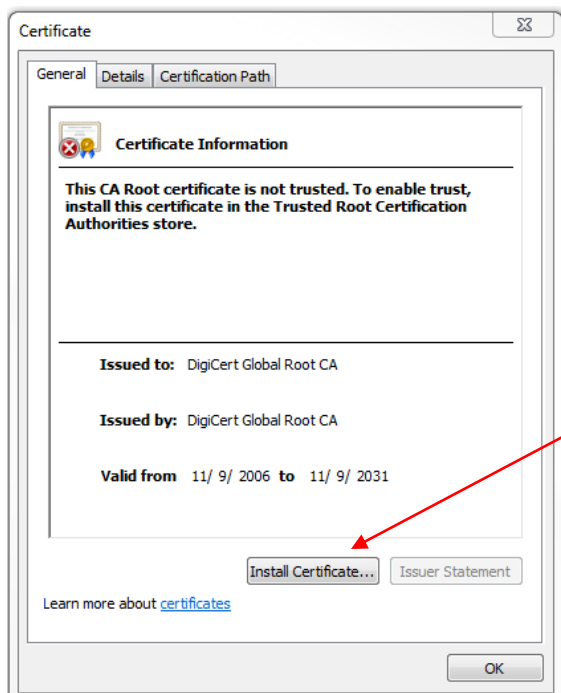 Certificate
General Details Certification Path
Certificate Information
This CA Root certificate is not trusted. To enable trust,
install this certificate in the Trusted Root Certification
Authorities store.
Issued to: DigiCert Global Root CA
Issued by: DigiCert Global Root CA
Valid from 11/ 9/ 2006 to 11/ 9/ 2031
Install Certificate... Issuer Statement
Learn more about certificates
OK